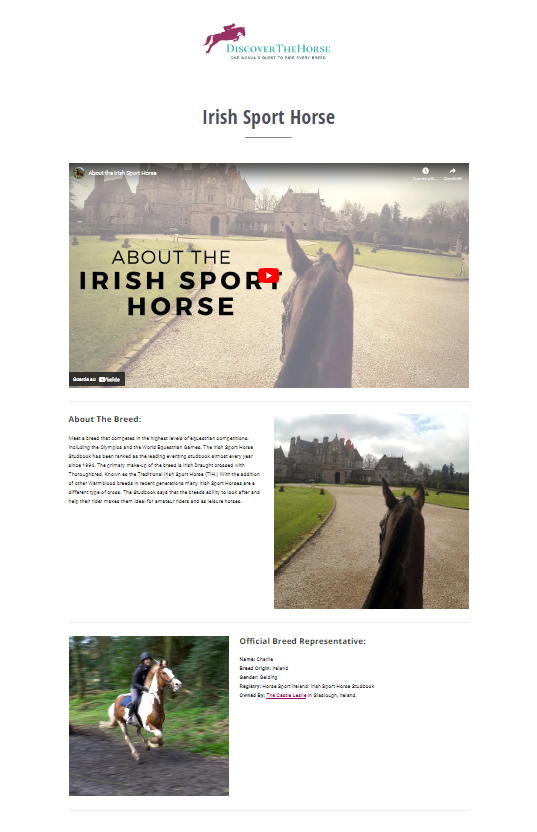 DISCOVERTHEHORSE
ONE WOMAN'S QUEST TO RIDE EVERY BREED
Irish Sport Horse
About the Irish Sport Horse
ABOUT THE
IRISH SPORT
HORSE
Guarda su YouTube
About The Breed:
Meet a breed that competes in the highest levels of equestrian competitions,
including the Olympics and the World Equestrian Games. The Irish Sport Horse
Studbook has been ranked as the leading eventing studbook almost every year
since 1994. The primary make-up of the breed is Irish Draught crossed with
Thoroughbred. Known as the Traditional Irish Sport Horse (TIH.) With the addition
of other Warmblood breeds in recent generations many Irish Sport Horses are a
different type of cross. The Studbook says that the breeds ability to look after and
help their rider makes them ideal for amateur riders and as leisure horses.
Official Breed Representative:
Name: Charlie
Breed Origin: Ireland
Gender: Gelding
Registry: Horse Sport Ireland: Irish Sport Horse Studbook
Owned By: The Castle Leslie in Glaslough, Ireland.